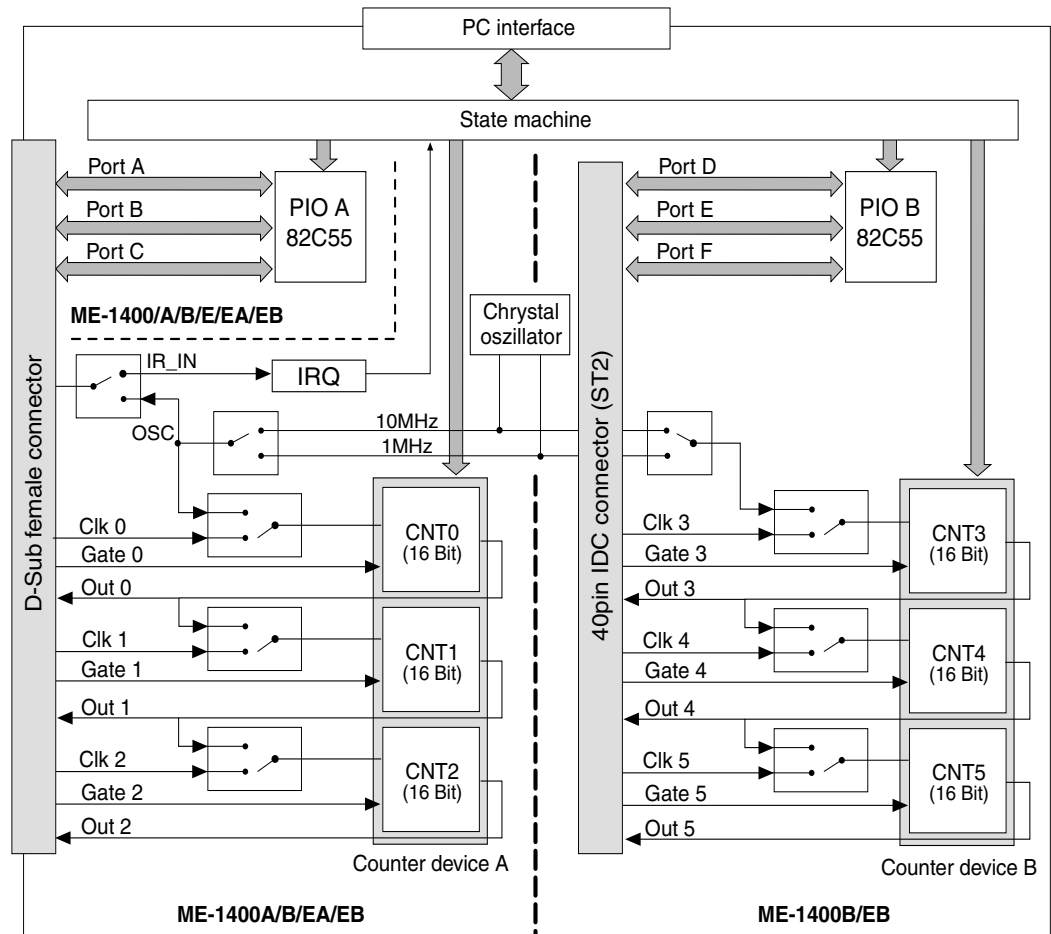 PC interface
State machine
Port A
Port B
Port C
PIO A
82C55
ME-1400/A/B/E/EA/EB
D-Sub female connector
IR_IN
IRQ
OSC
10MHz
1MHz
Chrystal
oszillator
Clk 0
Gate 0
Out 0
CNT0
(16 Bit)
Clk 1
Gate 1
Out 1
CNT1
(16 Bit)
Clk 2
Gate 2
Out 2
CNT2
(16 Bit)
Counter device A
ME-1400A/B/EA/EB
Port D
Port E
Port F
PIO B
82C55
40pin IDC connector (ST2)
Clk 3
Gate 3
Out 3
CNT3
(16 Bit)
Clk 4
Gate 4
Out 4
CNT4
(16 Bit)
Clk 5
Gate 5
Out 5
CNT5
(16 Bit)
Counter device B
ME-1400B/EB